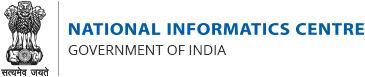 NATIONAL INFORMATICS CENTRE
GOVERNMENT OF INDIA
सत्यमेव जयते